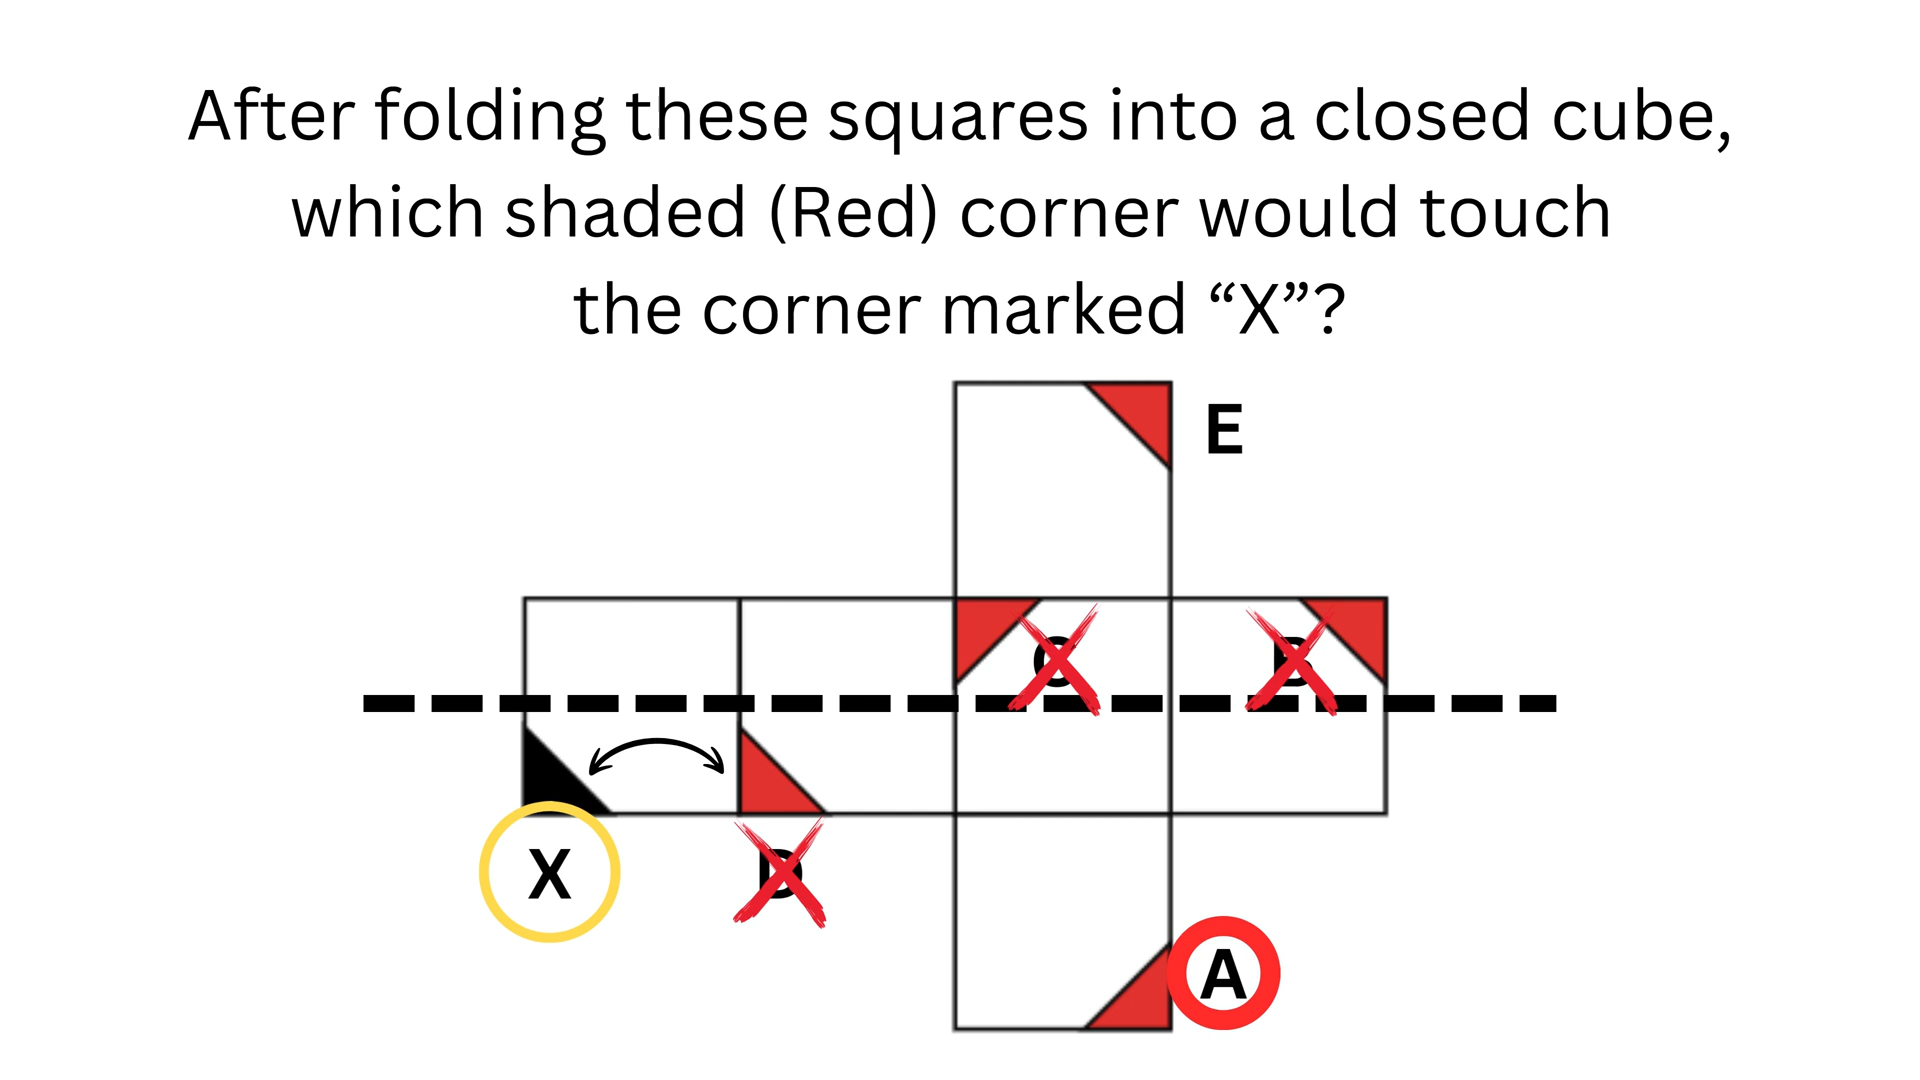 After folding these squares into a closed cube,
which shaded (Red) corner would touch
the corner marked “X”?
E
C
B
X
D
A